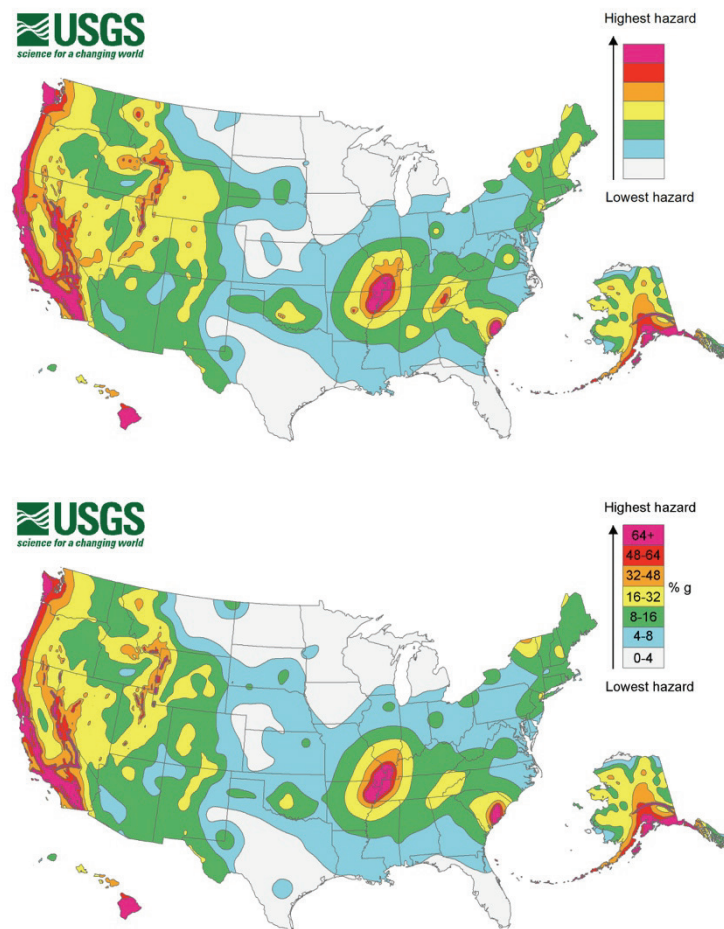 USGS
science for a changing world
Highest hazard
Lowest hazard
USGS
science for a changing world
Highest hazard
64+
48-64
32-48
% g
16-32
8-16
4-8
0-4
Lowest hazard